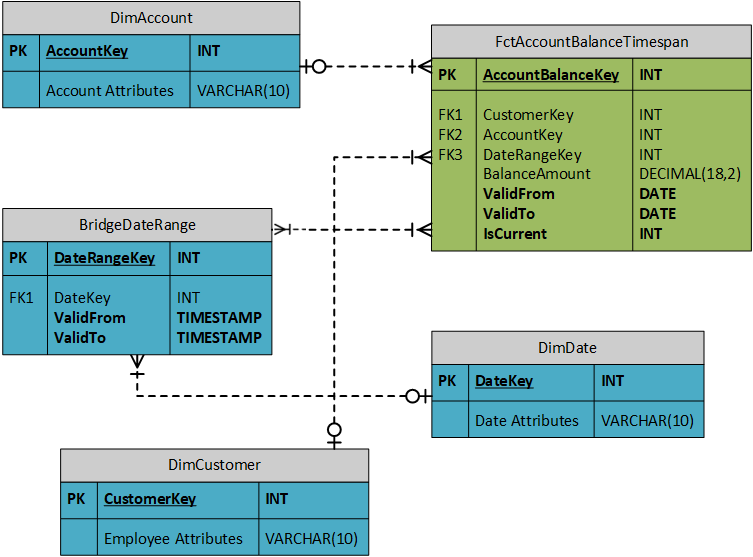 DimAccount
PK AccountKey INT
Account Attributes VARCHAR(10)
FctAccountBalanceTimespan
PK AccountBalanceKey INT
FK1 CustomerKey INT
FK2 AccountKey INT
FK3 DateRangeKey INT
BalanceAmount DECIMAL(18,2)
ValidFrom DATE
ValidTo DATE
IsCurrent INT
BridgeDateRange
PK DateRangeKey INT
FK1 DateKey INT
ValidFrom TIMESTAMP
ValidTo TIMESTAMP
DimDate
PK DateKey INT
Date Attributes VARCHAR(10)
DimCustomer
PK CustomerKey INT
Employee Attributes VARCHAR(10)